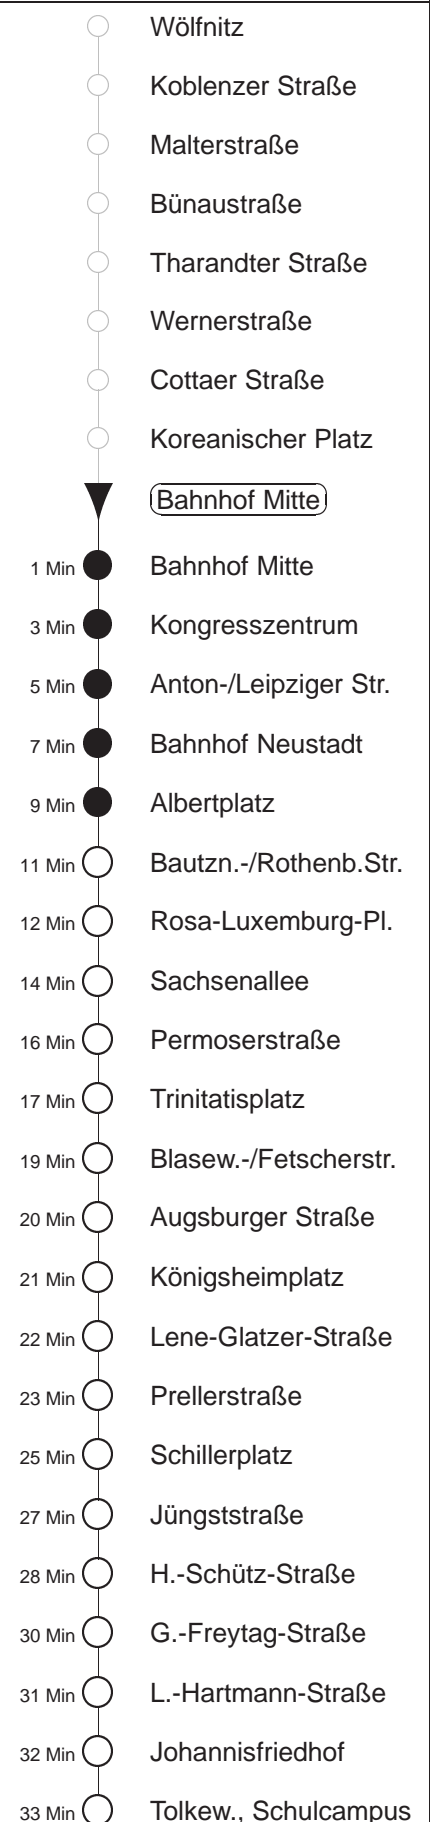 Wölfnitz
Koblenzer Straße
Malterstraße
Bünaustraße
Tharandter Straße
Wernerstraße
Cottaer Straße
Koreanischer Platz
Bahnhof Mitte
1 Min Bahnhof Mitte
3 Min Kongresszentrum
5 Min Anton-/Leipziger Str.
7 Min Bahnhof Neustadt
9 Min Albertplatz
11 Min Bautzn.-/Rothenb.Str.
12 Min Rosa-Luxemburg-Pl.
14 Min Sachsenallee
16 Min Permoserstraße
17 Min Trinitatisplatz
19 Min Blasew.-/Fetscherstr.
20 Min Augsburger Straße
21 Min Königsheimplatz
22 Min Lene-Glatzer-Straße
23 Min Prellerstraße
25 Min Schillerplatz
27 Min Jüngststraße
28 Min H.-Schütz-Straße
30 Min G.-Freytag-Straße
31 Min L.-Hartmann-Straße
32 Min Johannisfriedhof
33 Min Tolkew., Schulcampus